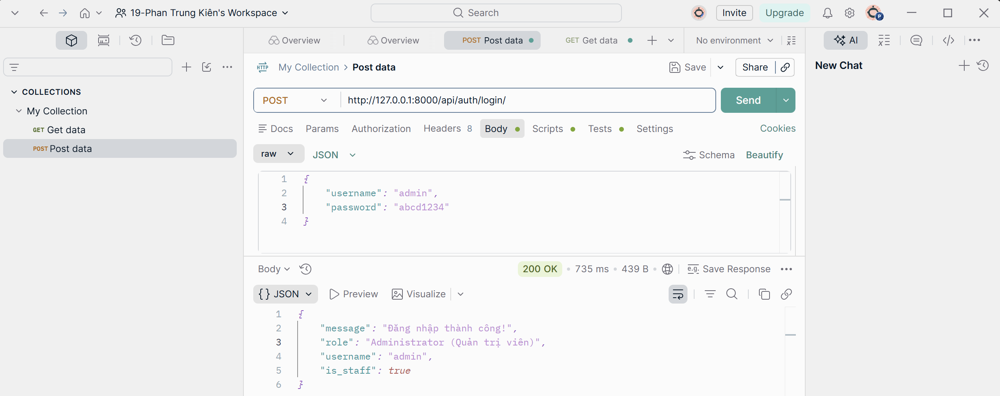 19-Phan Trung Kiên's Workspace
Search
Invite
Upgrade
P
Overview
Overview
POST Post data
GET Get data
No environment
AI
HTTP My Collection > Post data
Save
Share
New Chat
COLLECTIONS
My Collection
GET Get data
POST Post data
POST http://127.0.0.1:8000/api/auth/login/
Send
Docs Params Authorization Headers 8 Body Scripts Tests Settings Cookies
raw JSON Schema Beautify
1 {
2 "username": "admin",
3 "password": "abcd1234"
4 }
Body 200 OK • 735 ms • 439 B • e.g. Save Response
{} JSON Preview Visualize
1 {
2 "message": "Đăng nhập thành công!",
3 "role": "Administrator (Quản trị viên)",
4 "username": "admin",
5 "is_staff": true
6 }